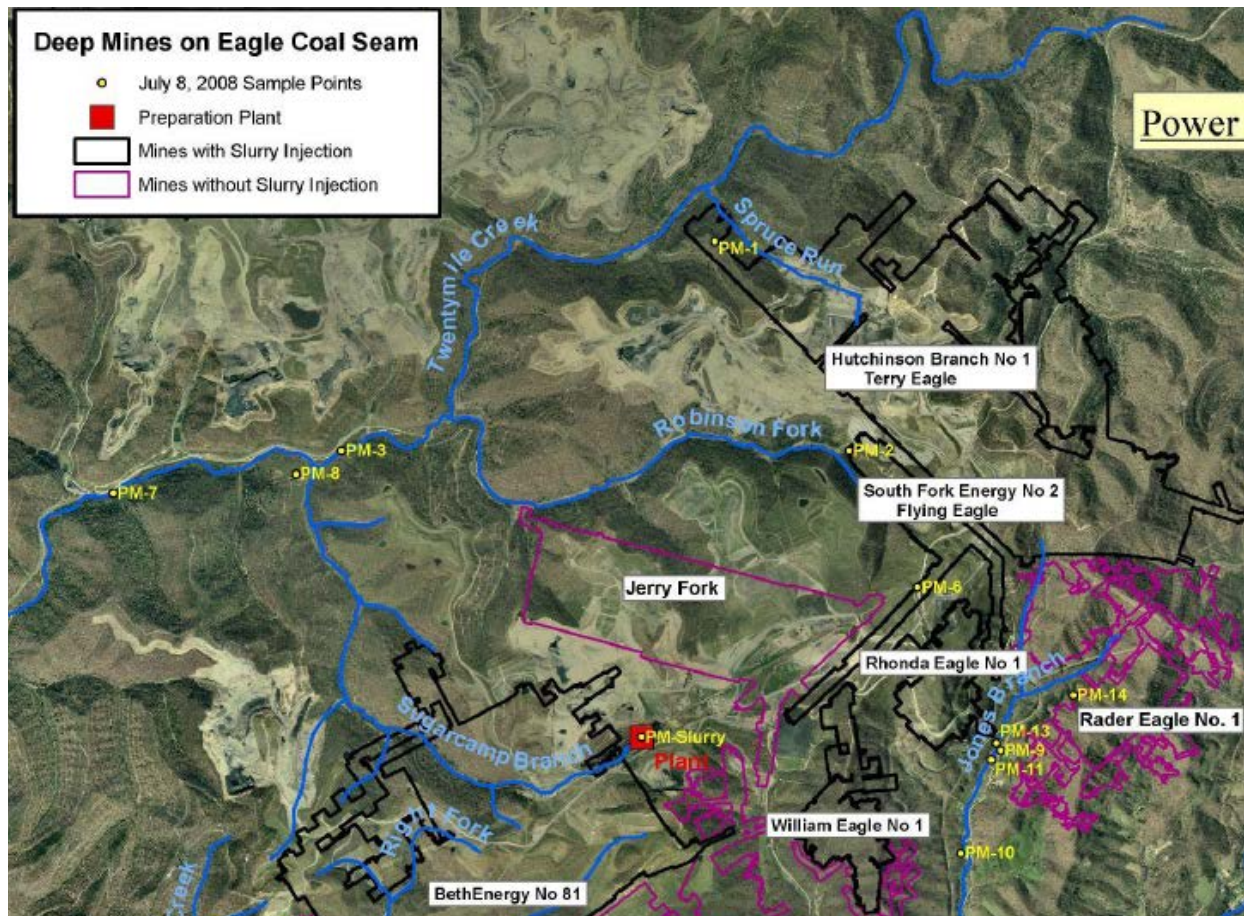 Deep Mines on Eagle Coal Seam
July 8, 2008 Sample Points
Preparation Plant
Mines with Slurry Injection
Mines without Slurry Injection
Power
Spruce Run
PM-1
Twentymile Creek
Hutchinson Branch No 1
Terry Eagle
Robinson Fork
PM-2
PM-3
PM-8
PM-7
South Fork Energy No 2
Flying Eagle
Jerry Fork
PM-6
Rhonda Eagle No 1
Jones Branch
PM-14
Rader Eagle No. 1
Sugarcamp Branch
PM-Slurry
Plant
PM-13
PM-9
PM-11
Right Fork
William Eagle No 1
PM-10
Creek
BethEnergy No 81